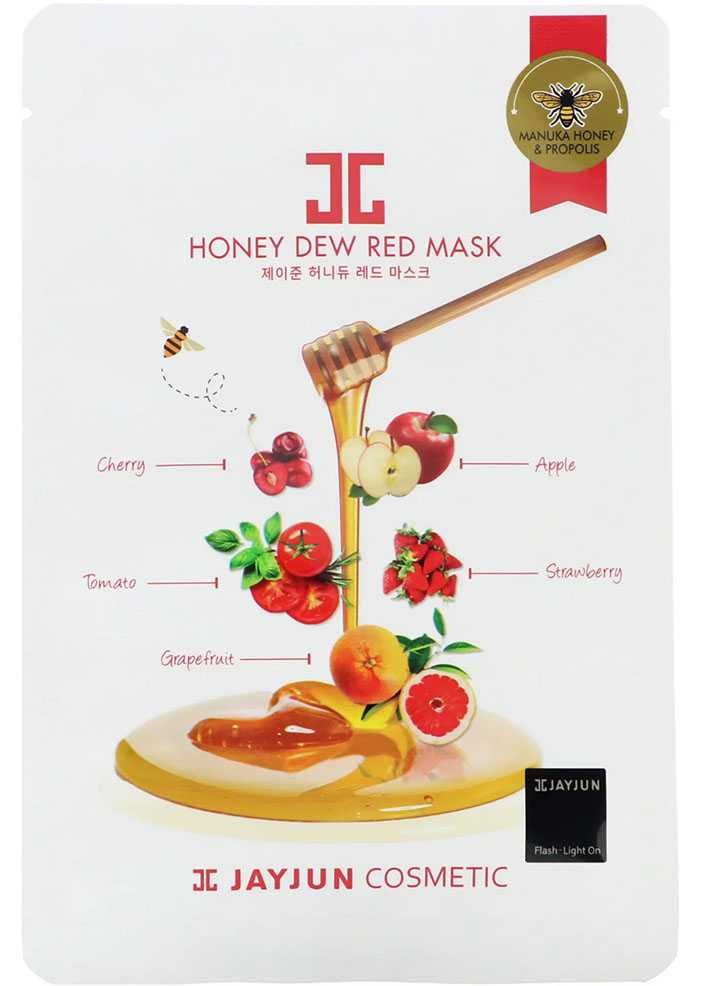 MANUKA HONEY
& PROPOLIS
HONEY DEW RED MASK
제이준 허니듀 레드 마스크
Cherry
Apple
Tomato
Strawberry
Grapefruit
JAYJUN
Flash-Light On
JAYJUN COSMETIC